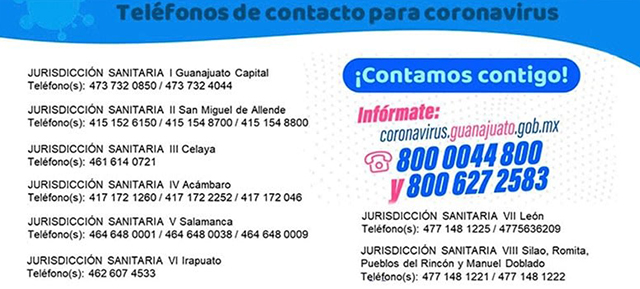 Teléfonos de contacto para coronavirus
JURISDICCIÓN SANITARIA I Guanajuato Capital
Teléfono(s): 473 732 0850 / 473 732 4044
JURISDICCIÓN SANITARIA II San Miguel de Allende
Teléfono(s): 415 152 6150 / 415 154 8700 / 415 154 8800
JURISDICCIÓN SANITARIA III Celaya
Teléfono(s): 461 614 0721
JURISDICCIÓN SANITARIA IV Acámbaro
Teléfono(s): 417 172 1260 / 417 172 2252 / 417 172 046
JURISDICCIÓN SANITARIA V Salamanca
Teléfono(s): 464 648 0001 / 464 648 0038 / 464 648 0009
JURISDICCIÓN SANITARIA VI Irapuato
Teléfono(s): 462 607 4533
¡Contamos contigo!
Infórmate:
coronavirus.guanajuato.gob.mx
800 0044 800
y 800 627 2583
JURISDICCIÓN SANITARIA VII León
Teléfono(s): 477 148 1225 / 4775636209
JURISDICCIÓN SANITARIA VIII Silao, Romita,
Pueblos del Rincón y Manuel Doblado
Teléfono(s): 477 148 1221 / 477 148 1222